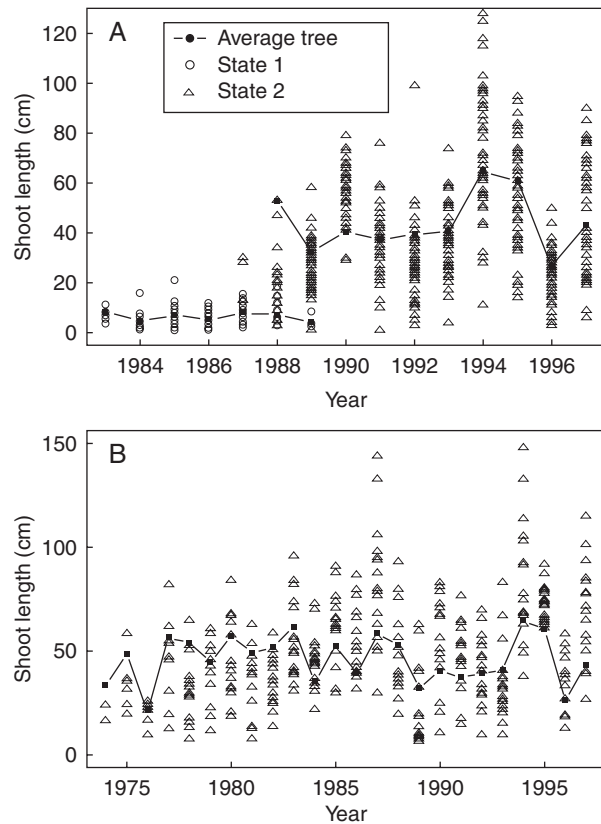 A
Average tree
State 1
State 2
Shoot length (cm)
120
100
80
60
40
20
0
1984 1986 1988 1990 1992 1994 1996
Year
B
Shoot length (cm)
150
100
50
0
1975 1980 1985 1990 1995
Year